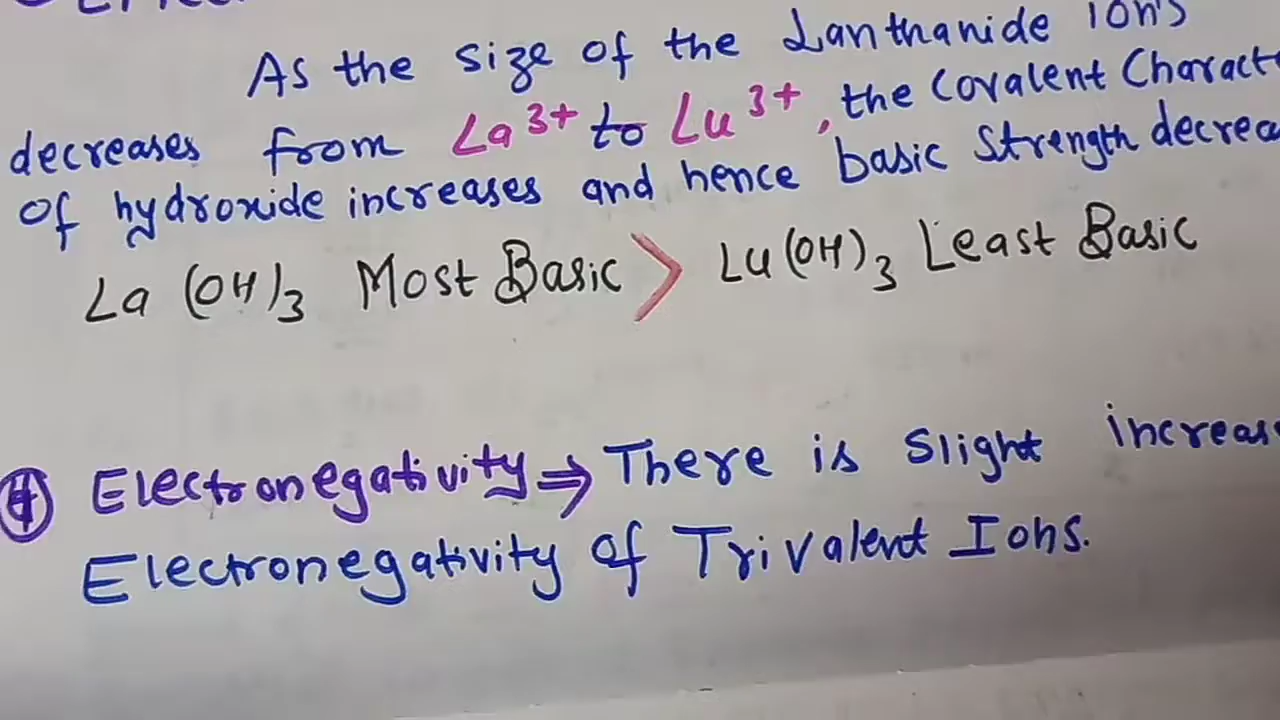 As the size of the Lanthanide Ion's
decreases from La3+ to Lu3+, the Covalent Charact
of hydroxide increases and hence basic Strength decrea
La (OH)3 Most Basic > Lu(OH)3 Least Basic
④ Electronegativity ⇒ There is Slight increas
Electronegativity of Trivalent Ions.